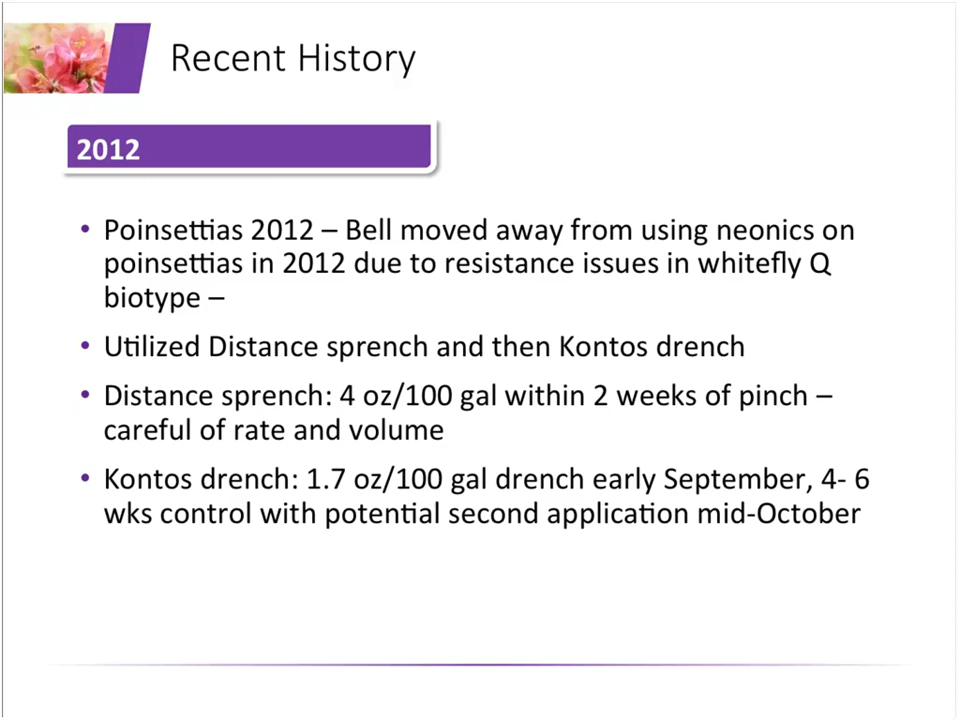 Recent History
2012
• Poinsettias 2012 – Bell moved away from using neonics on
poinsettias in 2012 due to resistance issues in whitefly Q
biotype –
• Utilized Distance sprench and then Kontos drench
• Distance sprench: 4 oz/100 gal within 2 weeks of pinch –
careful of rate and volume
• Kontos drench: 1.7 oz/100 gal drench early September, 4- 6
wks control with potential second application mid-October